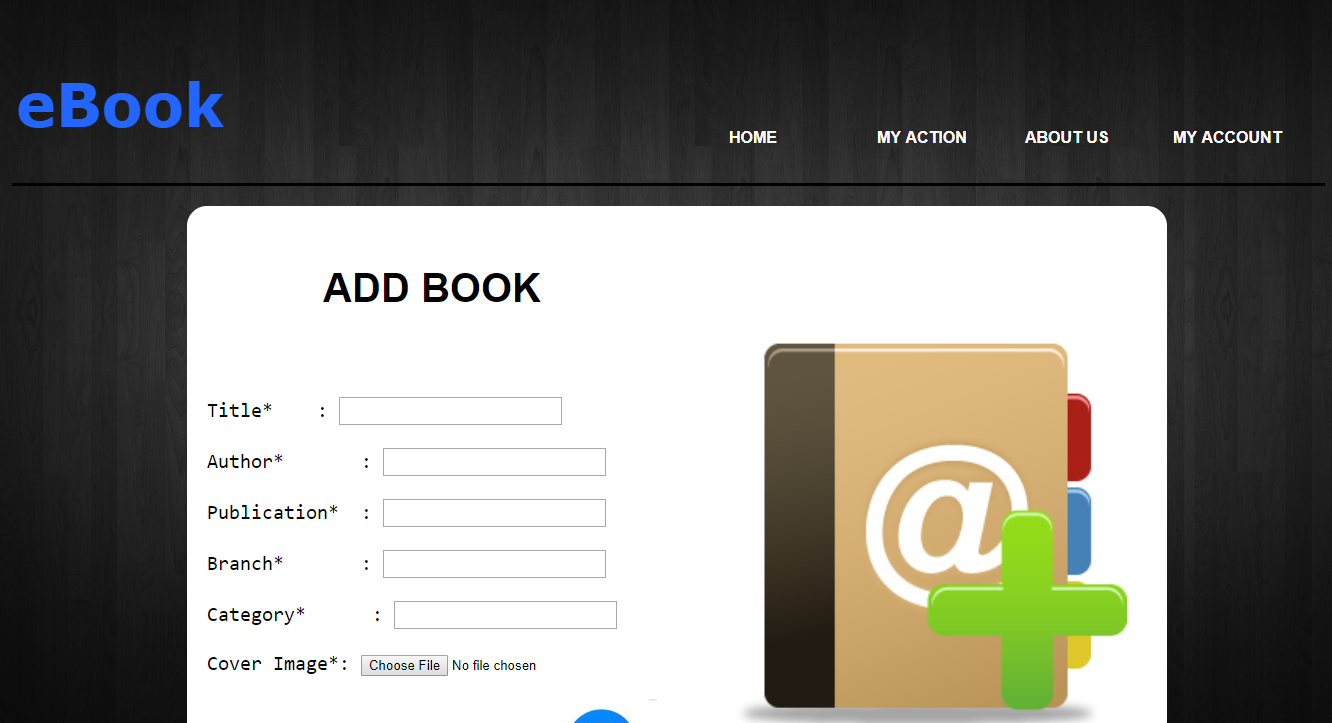 eBook
HOME MY ACTION ABOUT US MY ACCOUNT
ADD BOOK
Title* :
Author* :
Publication* :
Branch* :
Category* :
Cover Image*: Choose File No file chosen
@